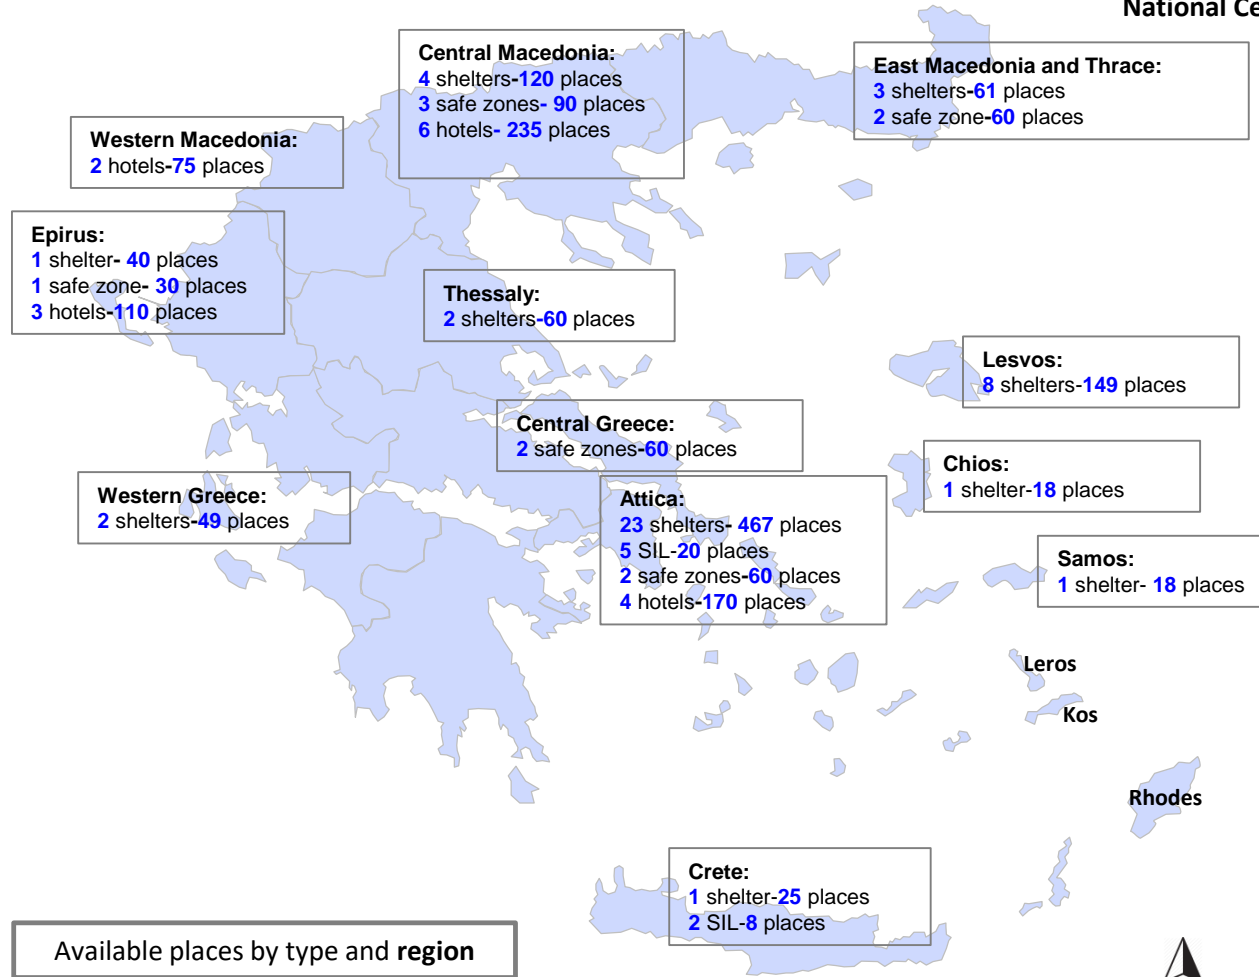 National Ce
Central Macedonia:
4 shelters-120 places
3 safe zones- 90 places
6 hotels- 235 places
East Macedonia and Thrace:
3 shelters-61 places
2 safe zone-60 places
Western Macedonia:
2 hotels-75 places
Epirus:
1 shelter- 40 places
1 safe zone- 30 places
3 hotels-110 places
Thessaly:
2 shelters-60 places
Lesvos:
8 shelters-149 places
Central Greece:
2 safe zones-60 places
Chios:
1 shelter-18 places
Western Greece:
2 shelters-49 places
Attica:
23 shelters- 467 places
5 SIL-20 places
2 safe zones-60 places
4 hotels-170 places
Samos:
1 shelter- 18 places
Leros
Kos
Rhodes
Crete:
1 shelter-25 places
2 SIL-8 places
Available places by type and region